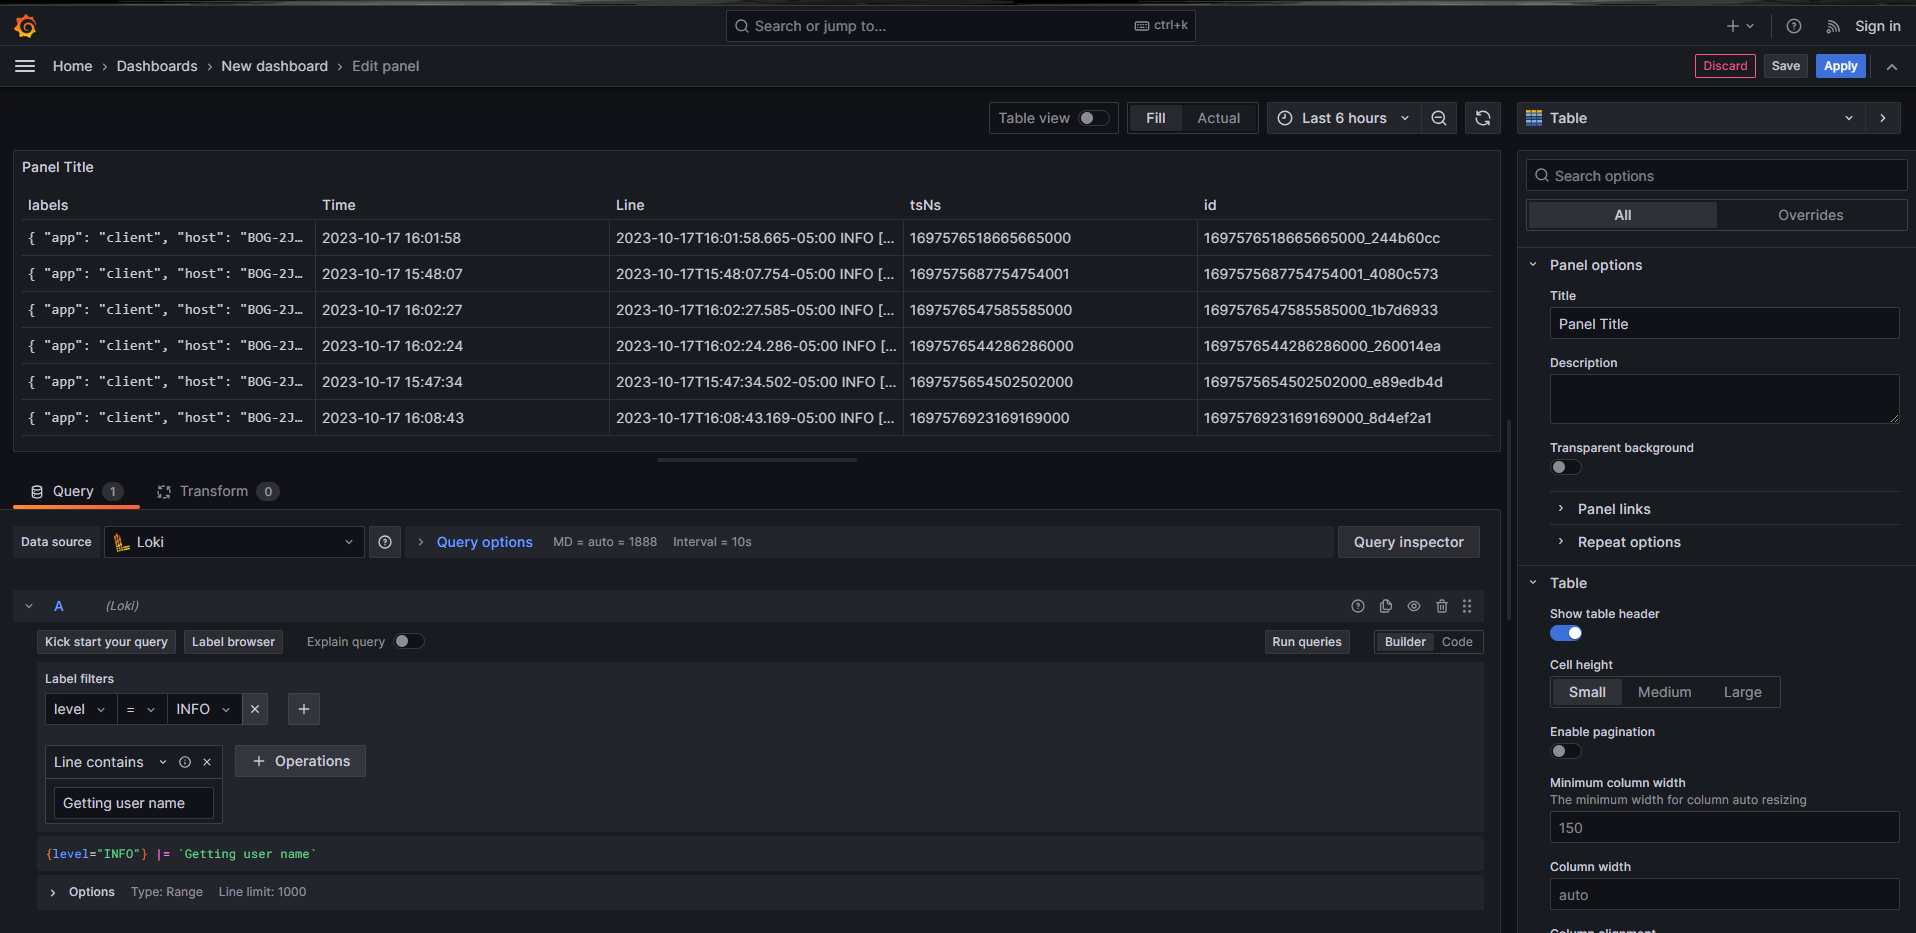 Search or jump to... ctrl+k Sign in
Home › Dashboards › New dashboard › Edit panel Discard Save Apply
Table view Fill Actual Last 6 hours Table
Panel Title
labels Time Line tsNs id
{ "app": "client", "host": "BOG-2J... 2023-10-17 16:01:58 2023-10-17T16:01:58.665-05:00 INFO [... 1697576518665665000 1697576518665665000_244b60cc
{ "app": "client", "host": "BOG-2J... 2023-10-17 15:48:07 2023-10-17T15:48:07.754-05:00 INFO [... 1697575687754754001 1697575687754754001_4080c573
{ "app": "client", "host": "BOG-2J... 2023-10-17 16:02:27 2023-10-17T16:02:27.585-05:00 INFO [... 1697576547585585000 1697576547585585000_1b7d6933
{ "app": "client", "host": "BOG-2J... 2023-10-17 16:02:24 2023-10-17T16:02:24.286-05:00 INFO [... 1697576544286286000 1697576544286286000_260014ea
{ "app": "client", "host": "BOG-2J... 2023-10-17 15:47:34 2023-10-17T15:47:34.502-05:00 INFO [... 1697575654502502000 1697575654502502000_e89edb4d
{ "app": "client", "host": "BOG-2J... 2023-10-17 16:08:43 2023-10-17T16:08:43.169-05:00 INFO [... 1697576923169169000 1697576923169169000_8d4ef2a1
Query 1 Transform 0
Data source Loki Query options MD = auto = 1888 Interval = 10s Query inspector
A (Loki)
Kick start your query Label browser Explain query Run queries Builder Code
Label filters
level = INFO
Line contains + Operations
Getting user name
{level="INFO"} |= `Getting user name`
Options Type: Range Line limit: 1000
Search options
All Overrides
Panel options
Title
Panel Title
Description
Transparent background
Panel links
Repeat options
Table
Show table header
Cell height
Small Medium Large
Enable pagination
Minimum column width
The minimum width for column auto resizing
150
Column width
auto
Column alignment